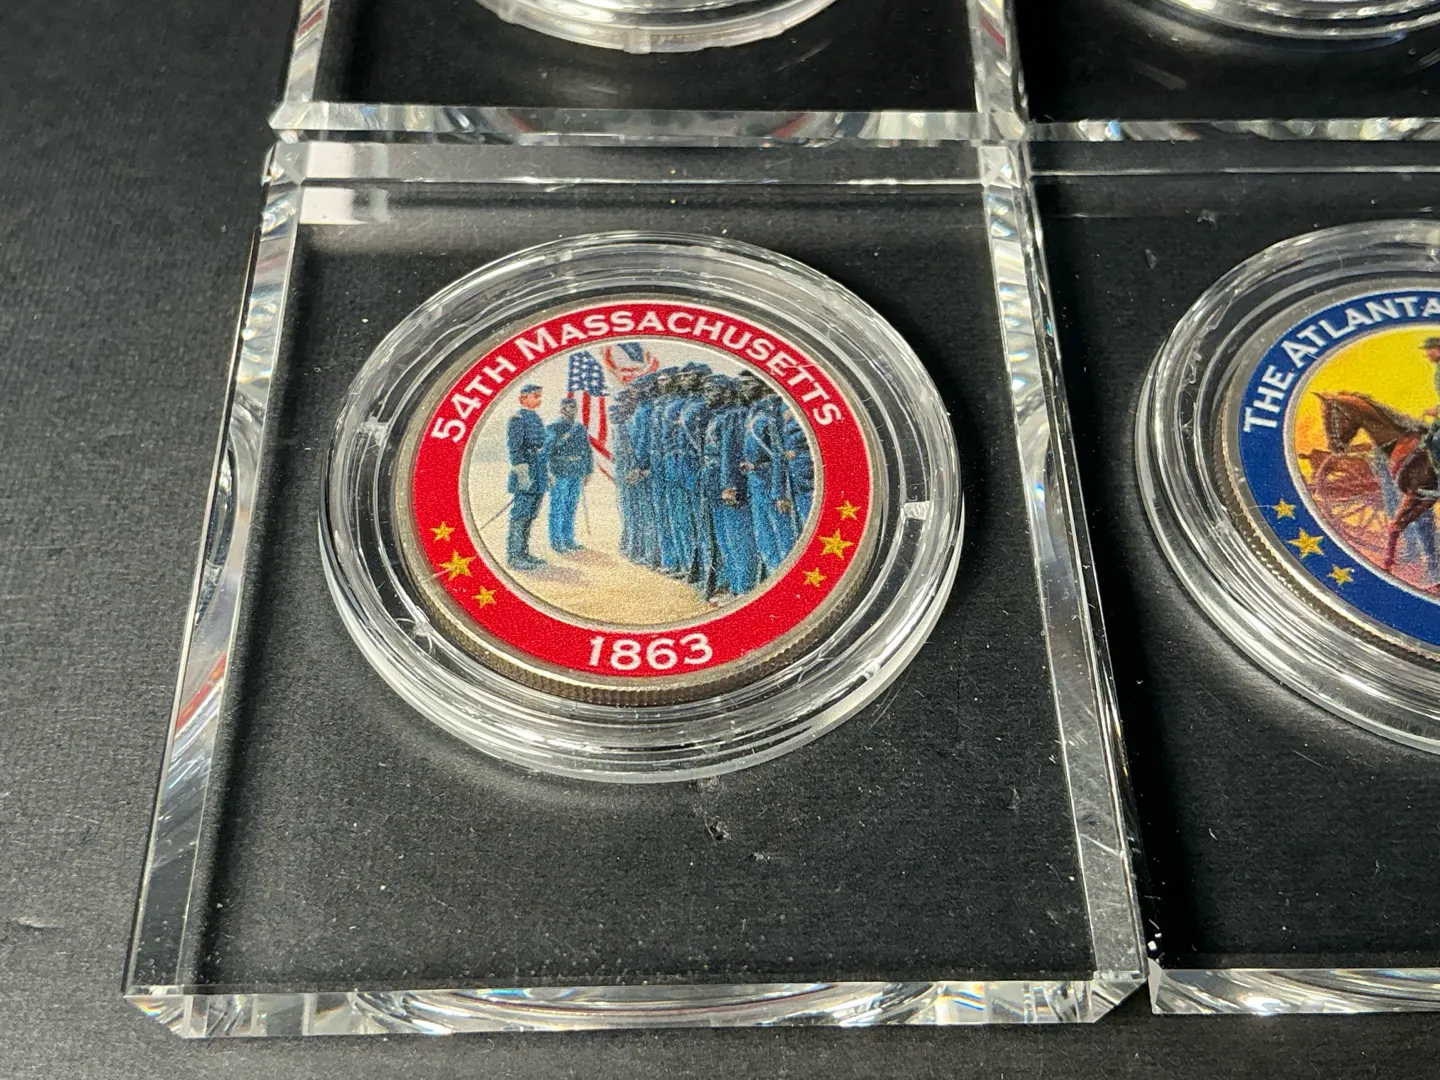 54TH MASSACHUSETTS
1863
THE ATLANTA